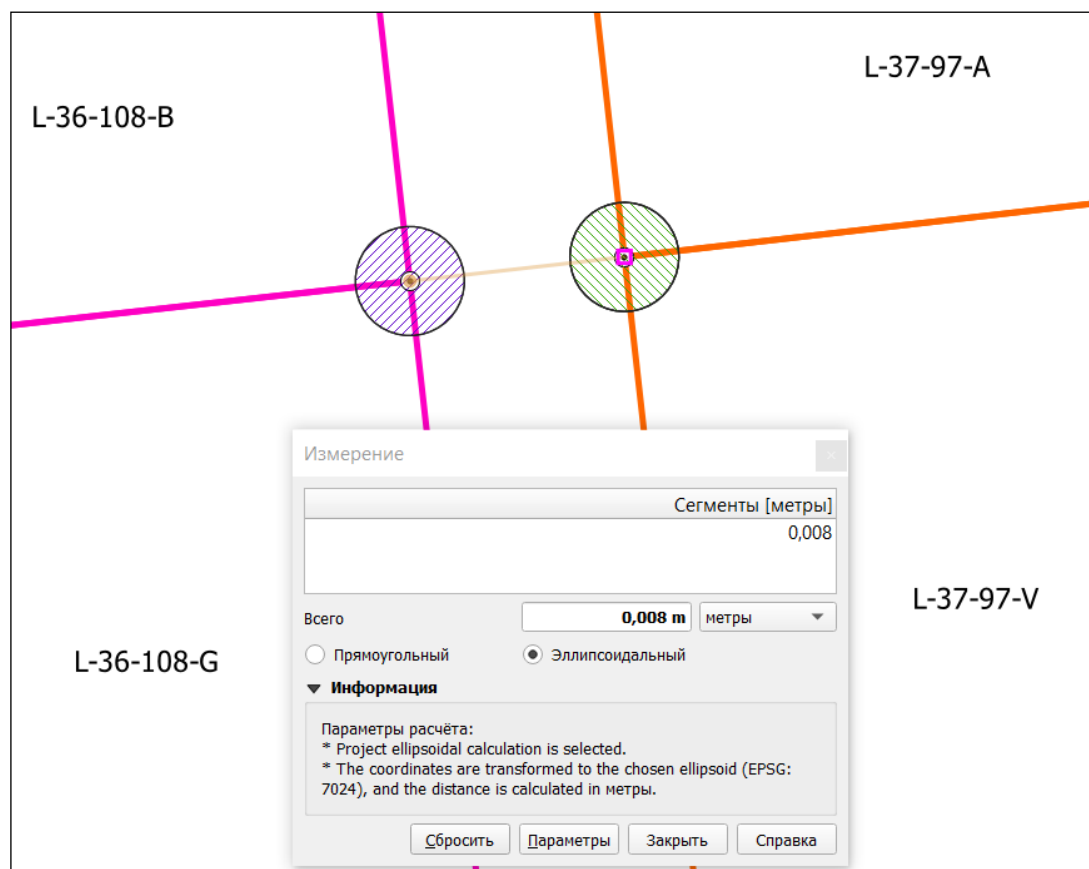 L-37-97-A
L-36-108-B
Измерение
Сегменты [метры]
0,008
Всего
0,008 m
метры
Прямоугольный
Эллипсоидальный
Информация
Параметры расчёта:
* Project ellipsoidal calculation is selected.
* The coordinates are transformed to the chosen ellipsoid (EPSG:
7024), and the distance is calculated in метры.
Сбросить
Параметры
Закрыть
Справка
L-37-97-V
L-36-108-G